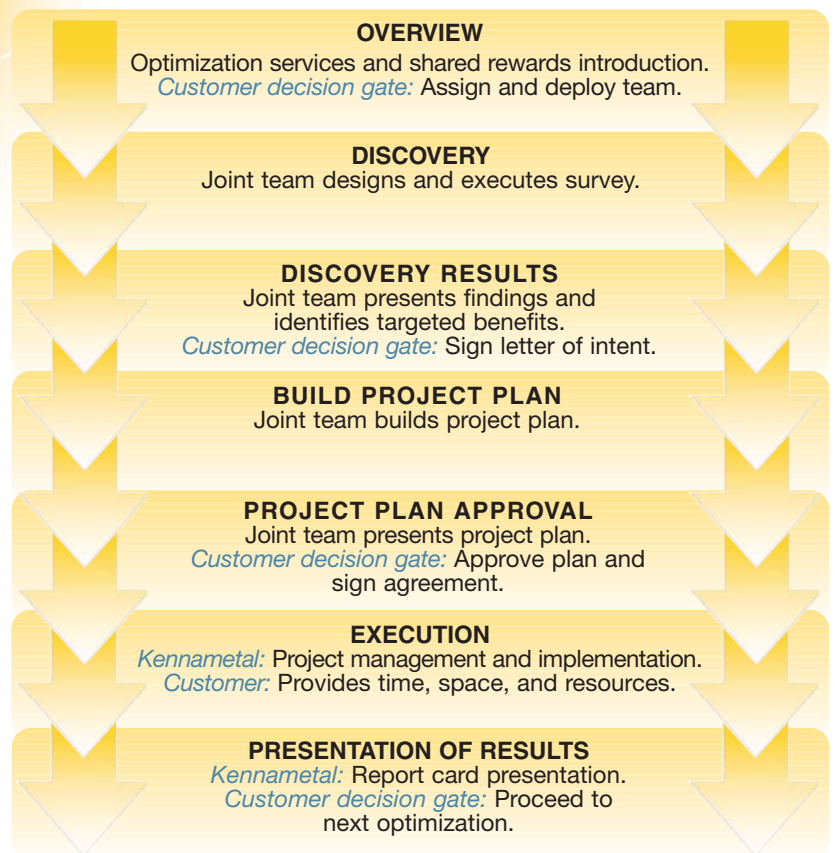 OVERVIEW
Optimization services and shared rewards introduction.
Customer decision gate: Assign and deploy team.
DISCOVERY
Joint team designs and executes survey.
DISCOVERY RESULTS
Joint team presents findings and
identifies targeted benefits.
Customer decision gate: Sign letter of intent.
BUILD PROJECT PLAN
Joint team builds project plan.
PROJECT PLAN APPROVAL
Joint team presents project plan.
Customer decision gate: Approve plan and
sign agreement.
EXECUTION
Kennametal: Project management and implementation.
Customer: Provides time, space, and resources.
PRESENTATION OF RESULTS
Kennametal: Report card presentation.
Customer decision gate: Proceed to
next optimization.